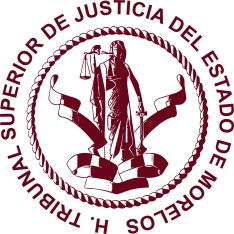 H. TRIBUNAL SUPERIOR DE JUSTICIA DEL ESTADO DE MORELOS